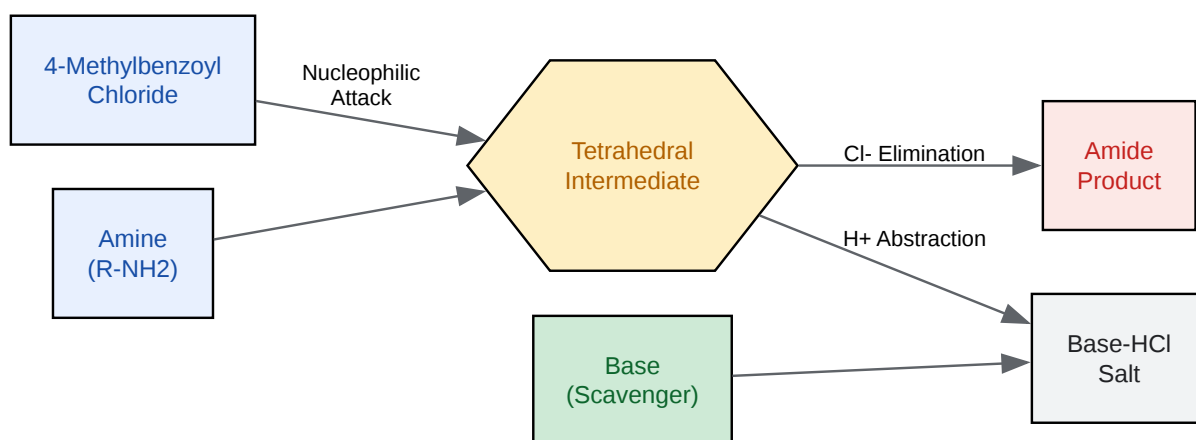 4-Methylbenzoyl
Chloride
Nucleophilic
Attack
Amine
(R-NH2)
Tetrahedral
Intermediate
Cl- Elimination
Amide
Product
H+ Abstraction
Base
(Scavenger)
Base-HCl
Salt